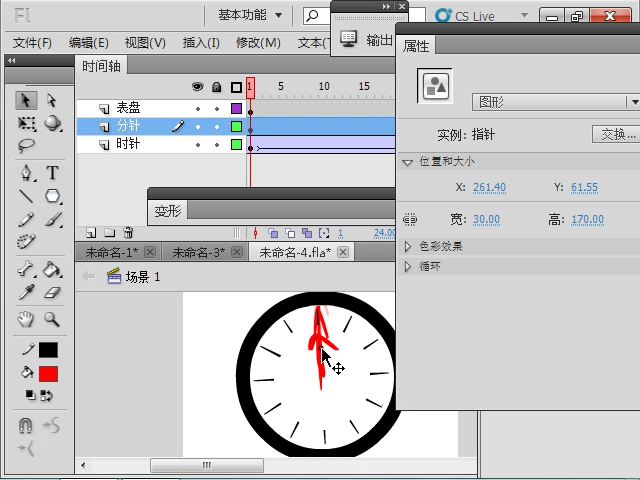 Fl
基本功能
CS Live
输出
文件(F) 编辑(E) 视图(V) 插入(I) 修改(M) 文本(T
属性
时间轴
1 5 10 15
图形
表盘
分针
时针
实例: 指针
交换...
位置和大小
X: 261.40 Y: 61.55
宽: 30.00 高: 170.00
变形
色彩效果
循环
1 24.00
未命名-1* 未命名-3* 未命名-4.fla*
场景 1
T